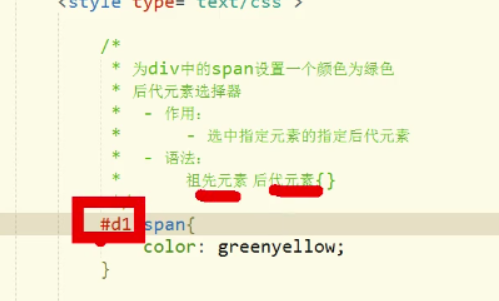 <style type="text/css">
/*
* 为div中的span设置一个颜色为绿色
* 后代元素选择器
* - 作用:
* - 选中指定元素的指定后代元素
* - 语法:
* 祖先元素 后代元素{}
#d1 span{
color: greenyellow;
}